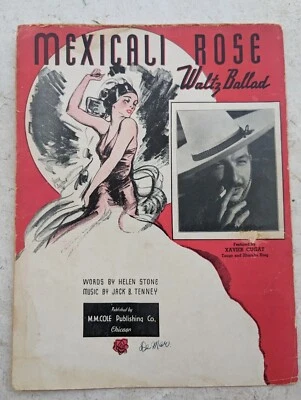 MEXICALI ROSE
Waltz Ballad
Featured by
XAVIER CUGAT
Tango and Rhumba King
WORDS BY HELEN STONE
MUSIC BY JACK B. TENNEY
Published by
M.M. COLE Publishing Co.
Chicago